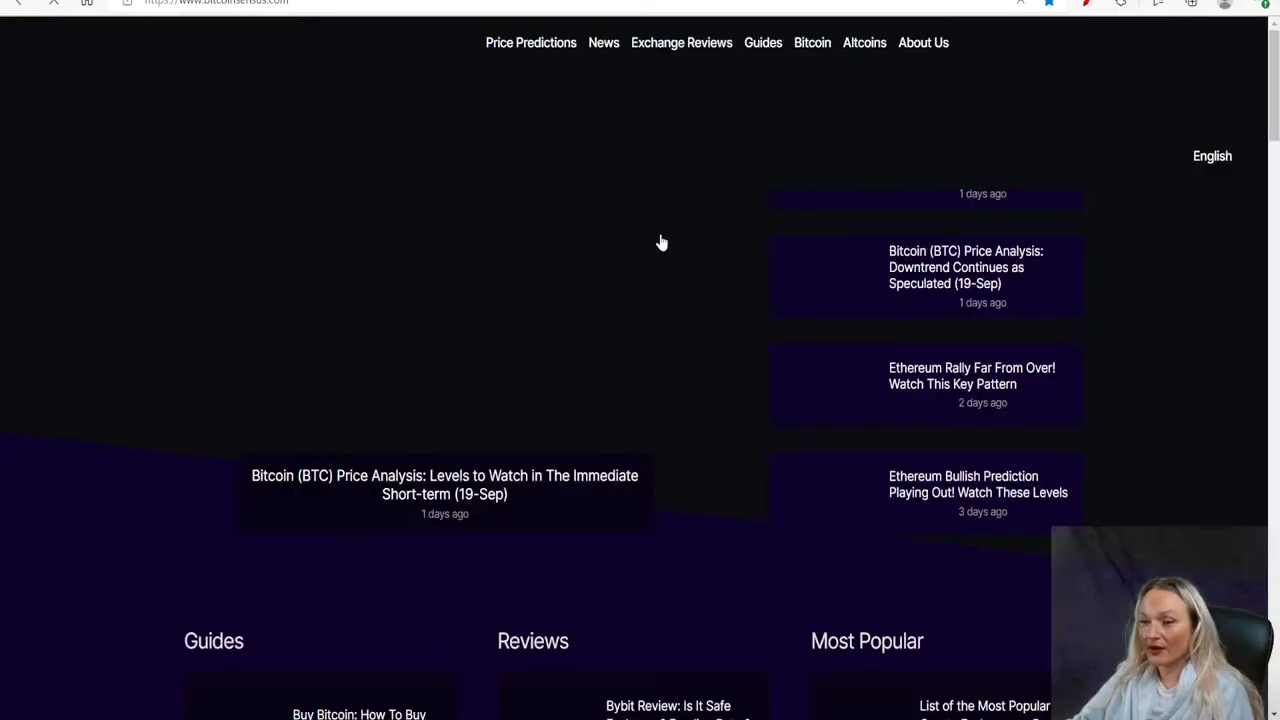 https://www.bitcoinsensus.com
Price Predictions News Exchange Reviews Guides Bitcoin Altcoins About Us
English
1 days ago
Bitcoin (BTC) Price Analysis:
Downtrend Continues as
Speculated (19-Sep)
1 days ago
Ethereum Rally Far From Over!
Watch This Key Pattern
2 days ago
Bitcoin (BTC) Price Analysis: Levels to Watch in The Immediate
Short-term (19-Sep)
1 days ago
Ethereum Bullish Prediction
Playing Out! Watch These Levels
3 days ago
Guides
Reviews
Most Popular
Buy Bitcoin: How To Buy
Bybit Review: Is It Safe
List of the Most Popular